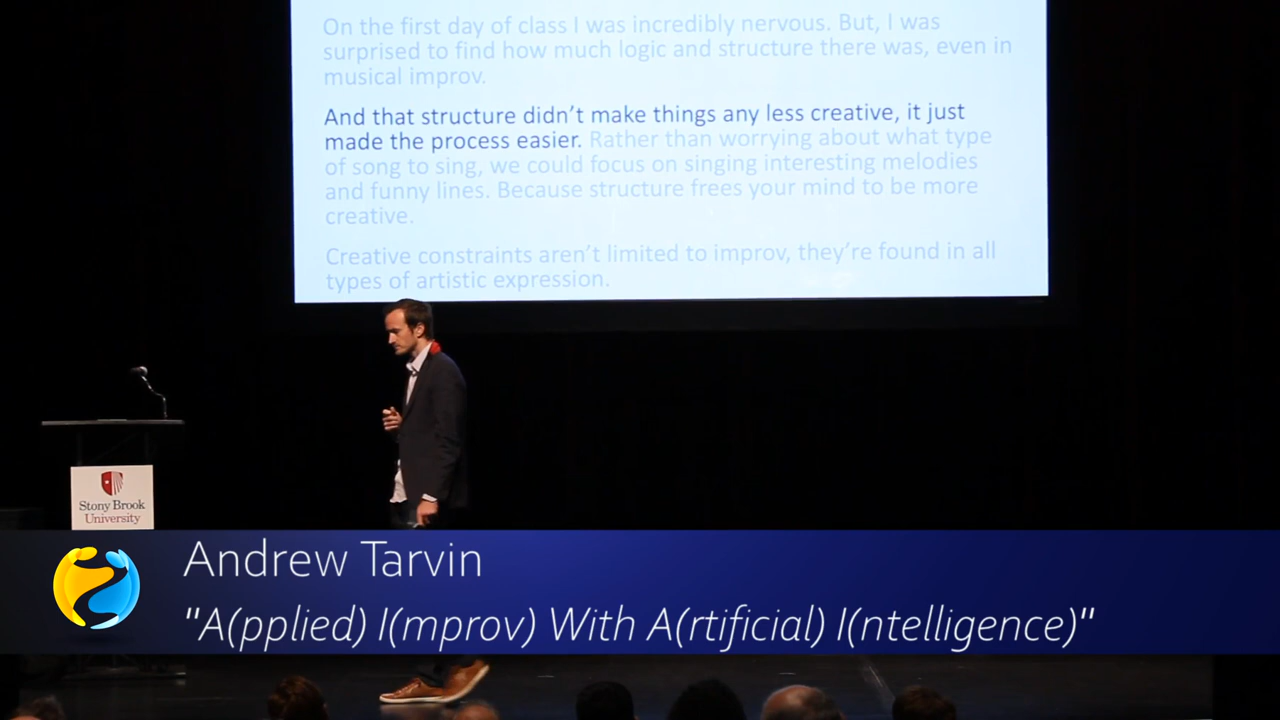 On the first day of class I was incredibly nervous. But, I was
surprised to find how much logic and structure there was, even in
musical improv.
And that structure didn't make things any less creative, it just
made the process easier. Rather than worrying about what type
of song to sing, we could focus on singing interesting melodies
and funny lines. Because structure frees your mind to be more
creative.
Creative constraints aren't limited to improv, they're found in all
types of artistic expression.
Stony Brook
University
Andrew Tarvin
"A(pplied) I(mprov) With A(rtificial) I(ntelligence)"